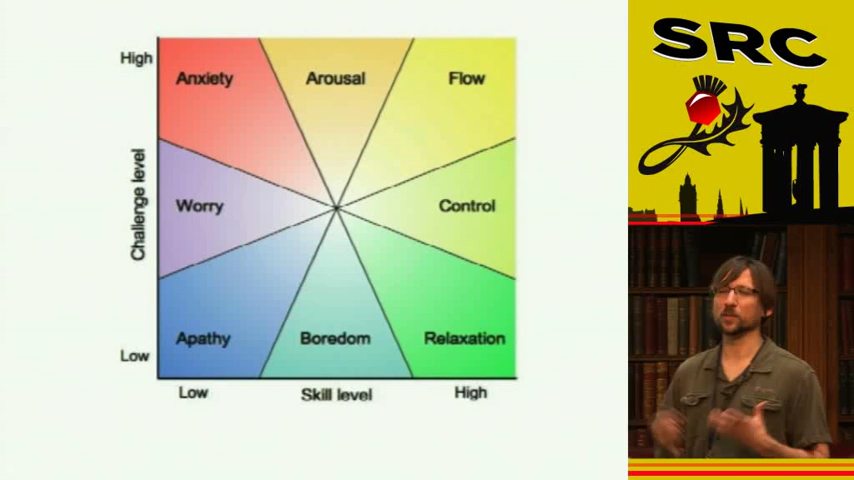 High
Anxiety
Arousal
Flow
Challenge level
Worry
Control
Apathy
Boredom
Relaxation
Low
Low
Skill level
High
SRC